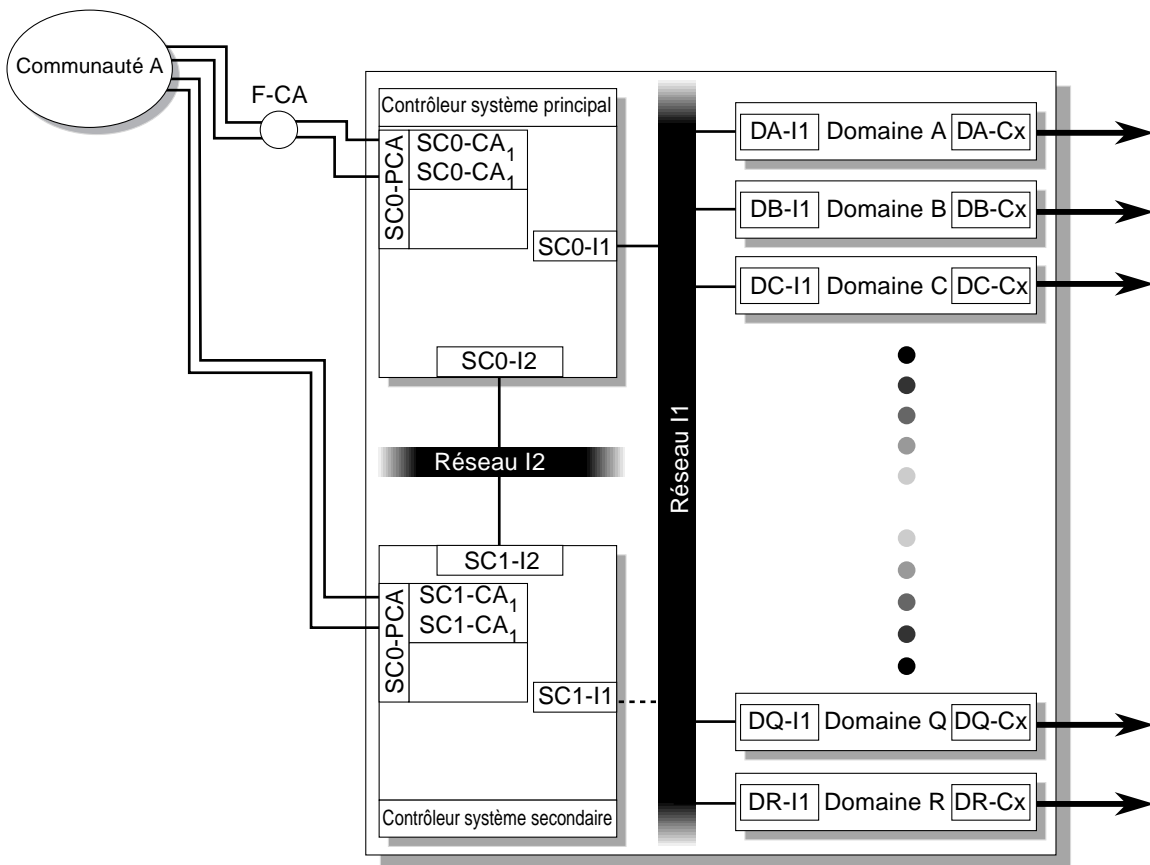 Communauté A
F-CA
Contrôleur système principal
SC0-PCA
SC0-CA1
SC0-CA1
SC0-I1
SC0-I2
Réseau I2
SC1-I2
SC0-PCA
SC1-CA1
SC1-CA1
SC1-I1
Contrôleur système secondaire
Réseau I1
DA-I1 Domaine A DA-Cx
DB-I1 Domaine B DB-Cx
DC-I1 Domaine C DC-Cx
DQ-I1 Domaine Q DQ-Cx
DR-I1 Domaine R DR-Cx